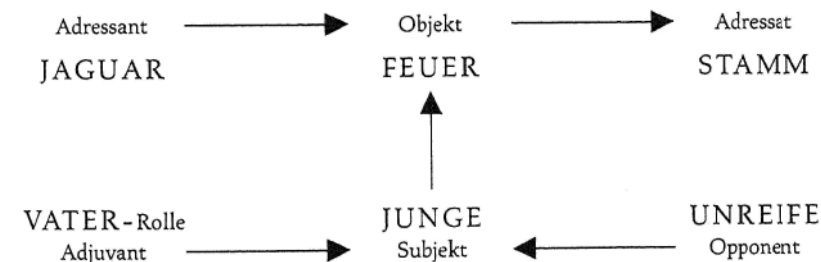 Adressant Objekt Adressat
JAGUAR FEUER STAMM
VATER-Rolle JUNGE UNREIFE
Adjuvant Subjekt Opponent